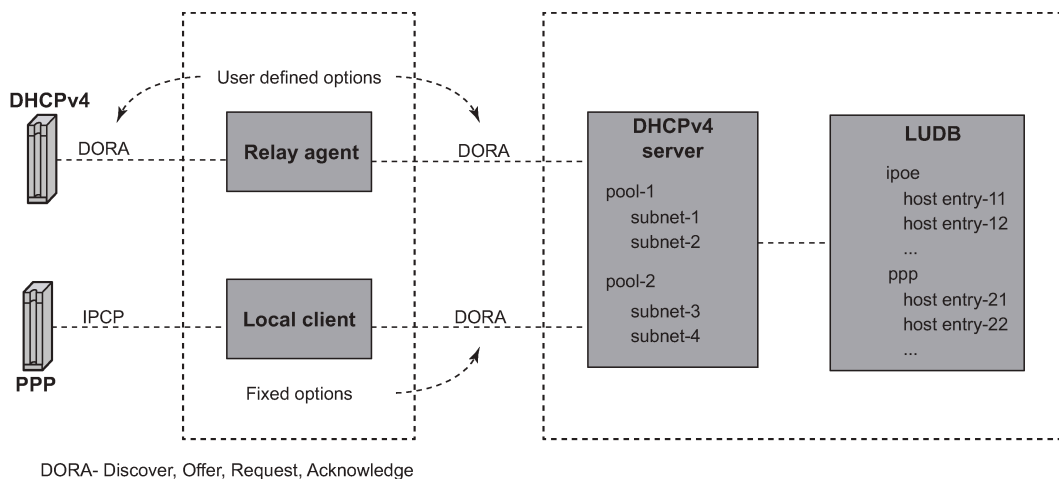 User defined options
DHCPv4
DORA
Relay agent
DORA
PPP
IPCP
Local client
DORA
Fixed options
DHCPv4
server
pool-1
subnet-1
subnet-2
pool-2
subnet-3
subnet-4
LUDB
ipoe
host entry-11
host entry-12
...
ppp
host entry-21
host entry-22
...
DORA- Discover, Offer, Request, Acknowledge